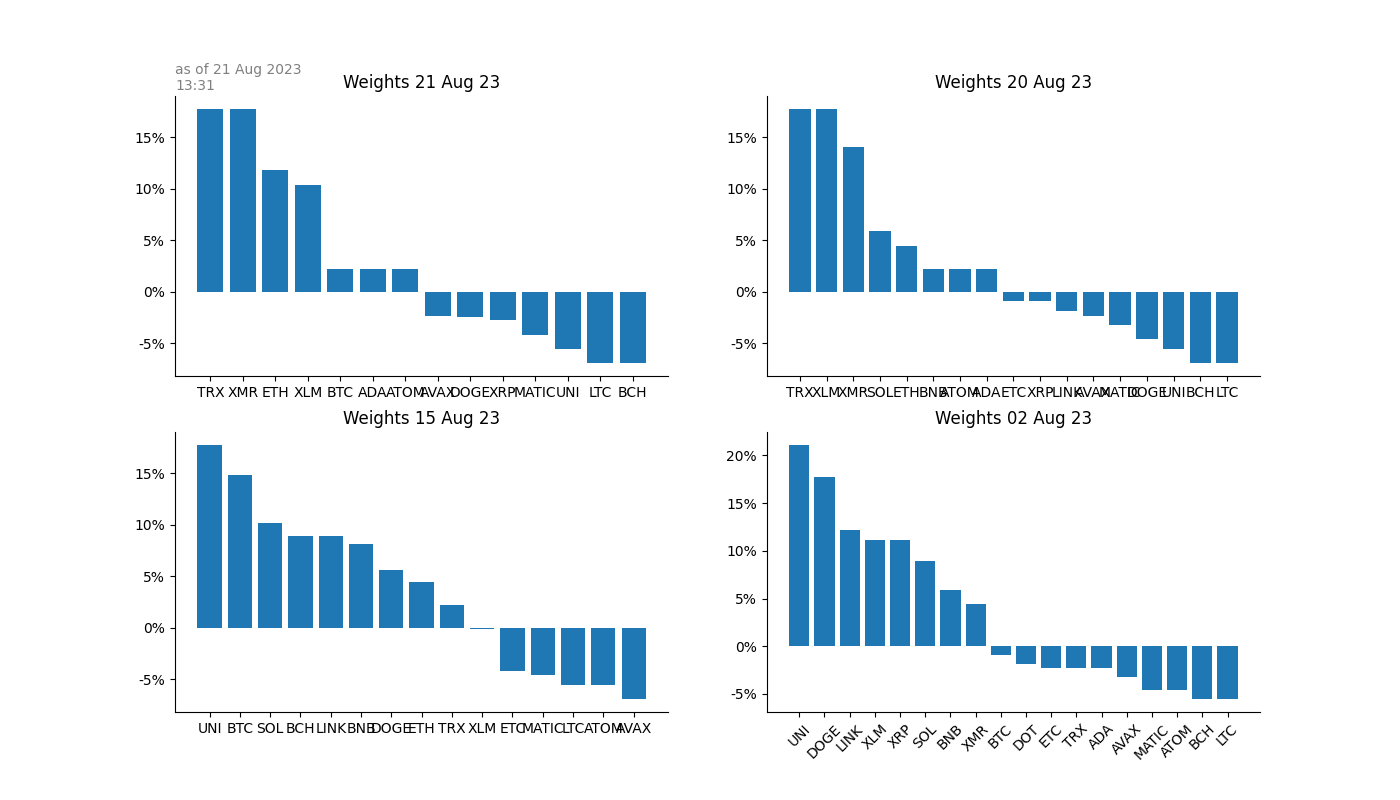 as of 21 Aug 2023
13:31
Weights 21 Aug 23
15%
10%
5%
0%
-5%
TRX XMR ETH XLM BTC ADA ATOM AVAX DOGE XRP MATIC UNI LTC BCH
Weights 20 Aug 23
15%
10%
5%
0%
-5%
TRX XLM XMR SOL ETH BNB ATOM ADA ETC XRP LINK AVAX MATIC DOGE UNI BCH LTC
Weights 15 Aug 23
15%
10%
5%
0%
-5%
UNI BTC SOL BCH LINK BNB DOGE ETH TRX XLM ETC MATIC LTC ATOM AVAX
Weights 02 Aug 23
20%
15%
10%
5%
0%
-5%
UNI DOGE LINK XLM XRP SOL BNB XMR BTC DOT ETC TRX ADA AVAX MATIC ATOM BCH LTC